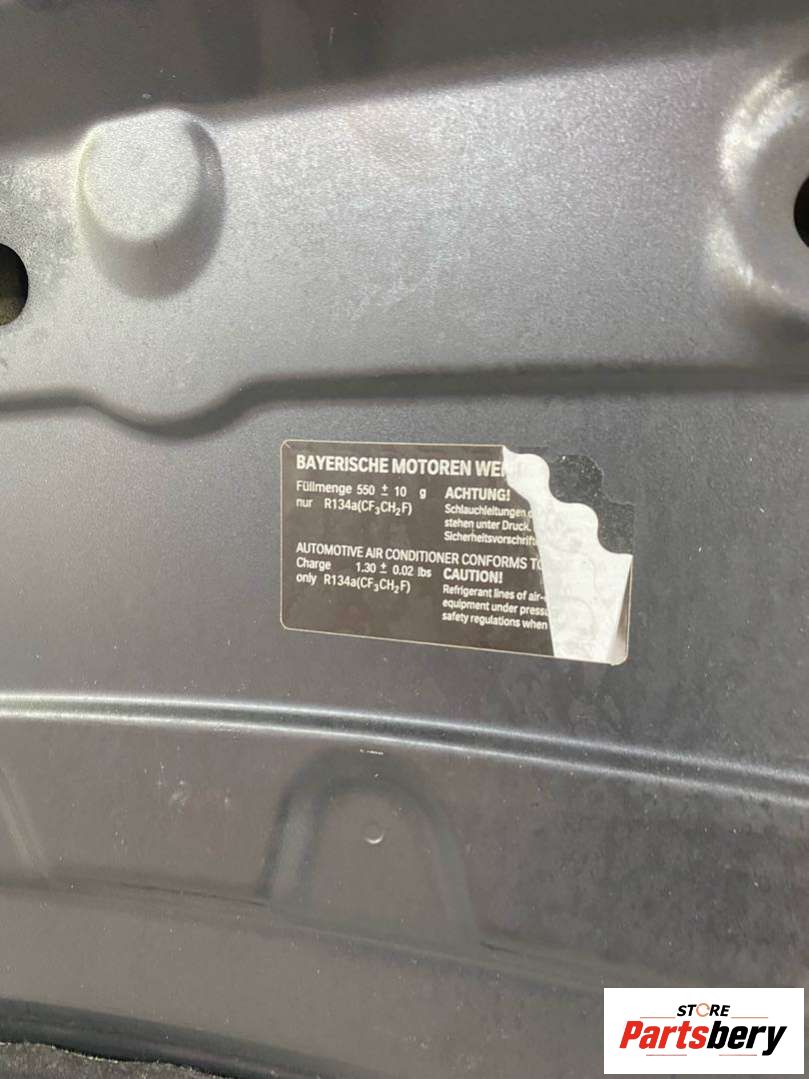 BAYERISCHE MOTOREN WE
Füllmenge 550 ± 10 g
nur R134a(CF₃CH₂F)
ACHTUNG!
Schlauchleitungen
stehen unter Druck.
Sicherheitsvorschrift
AUTOMOTIVE AIR CONDITIONER CONFORMS TO
Charge 1.30 ± 0.02 lbs
only R134a(CF₃CH₂F)
CAUTION!
Refrigerant lines of air-
equipment under press
safety regulations when
STORE
Partsbery